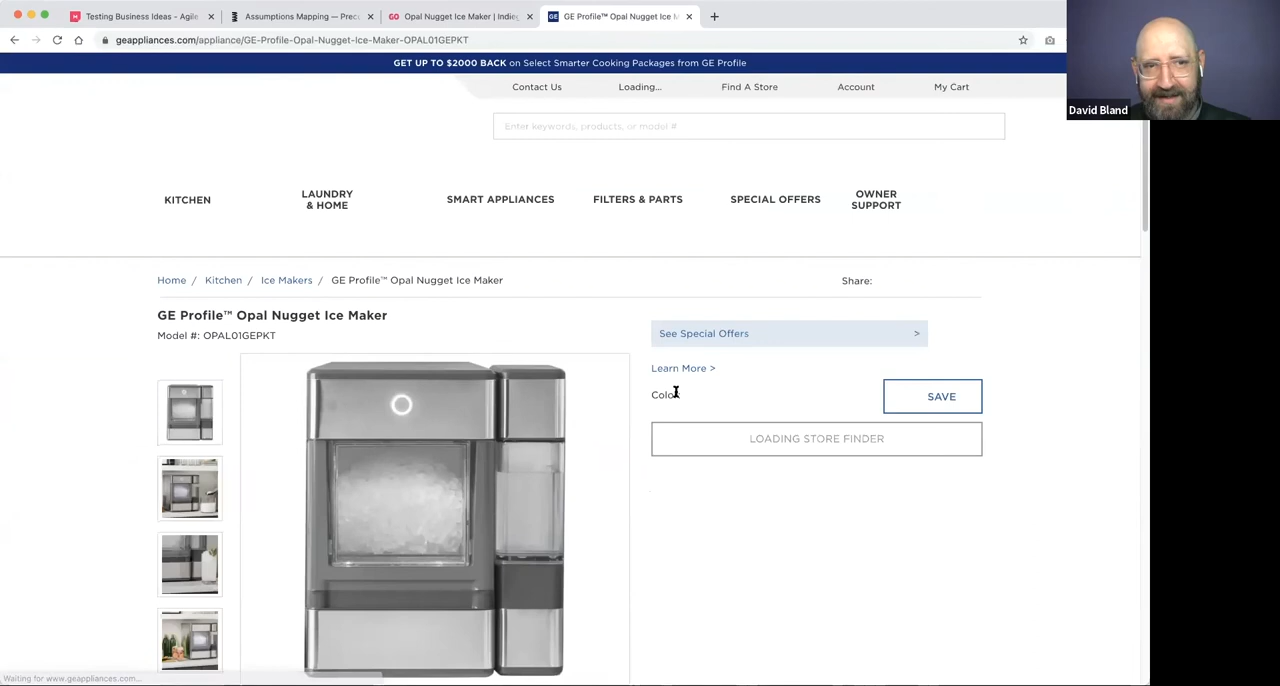 Testing Business Ideas - Agile
Assumptions Mapping — Prec
GO Opal Nugget Ice Maker | Indieg
GE Profile™ Opal Nugget Ice M
geappliances.com/appliance/GE-Profile-Opal-Nugget-Ice-Maker-OPAL01GEPKT
GET UP TO $2000 BACK on Select Smarter Cooking Packages from GE Profile
Contact Us
Loading...
Find A Store
Account
My Cart
David Bland
Enter keywords, products, or model #
KITCHEN
LAUNDRY
& HOME
SMART APPLIANCES
FILTERS & PARTS
SPECIAL OFFERS
OWNER
SUPPORT
Home / Kitchen / Ice Makers / GE Profile™ Opal Nugget Ice Maker
Share:
GE Profile™ Opal Nugget Ice Maker
Model #: OPAL01GEPKT
See Special Offers >
Learn More >
Color
SAVE
LOADING STORE FINDER
Waiting for www.geappliances.com...